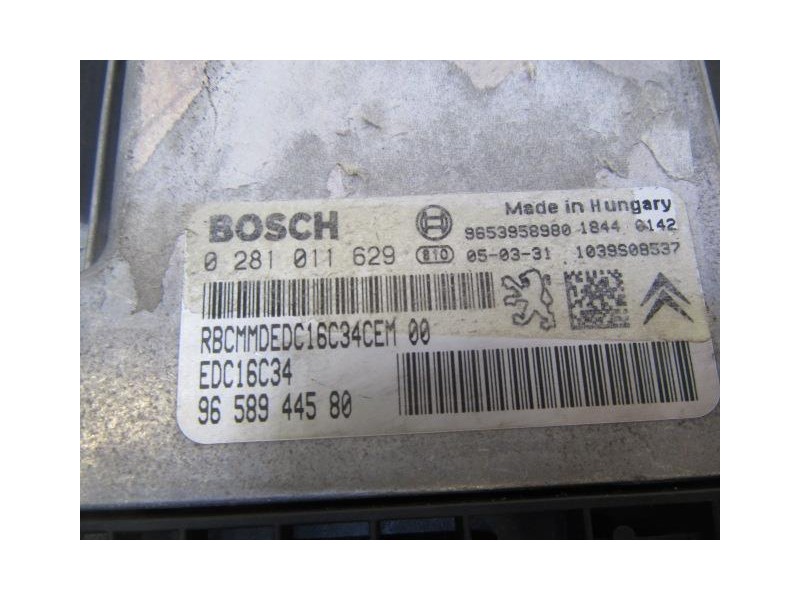 BOSCH
Made in Hungary
9653958980 1844 0142
0 281 011 629 810 05-03-31 1039S08537
RBCMMDEDC16C34CEM 00
EDC16C34
96 589 445 80